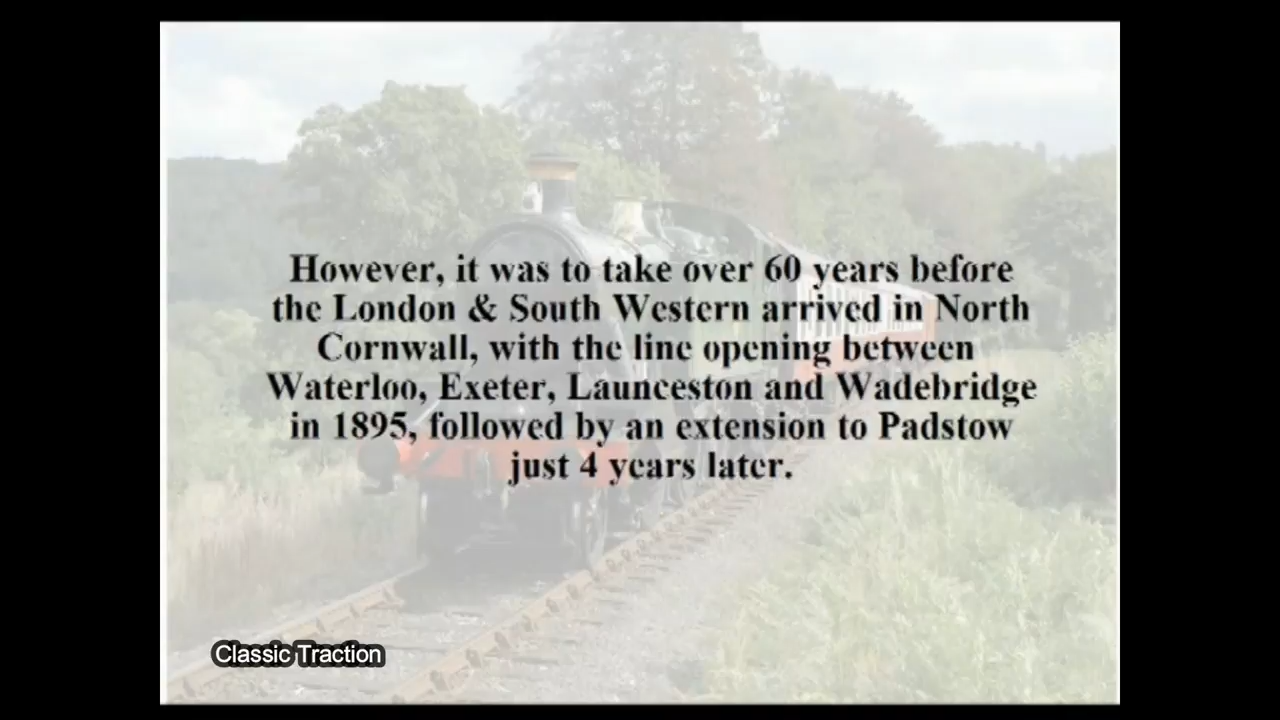 However, it was to take over 60 years before
the London & South Western arrived in North
Cornwall, with the line opening between
Waterloo, Exeter, Launceston and Wadebridge
in 1895, followed by an extension to Padstow
just 4 years later.
Classic Traction